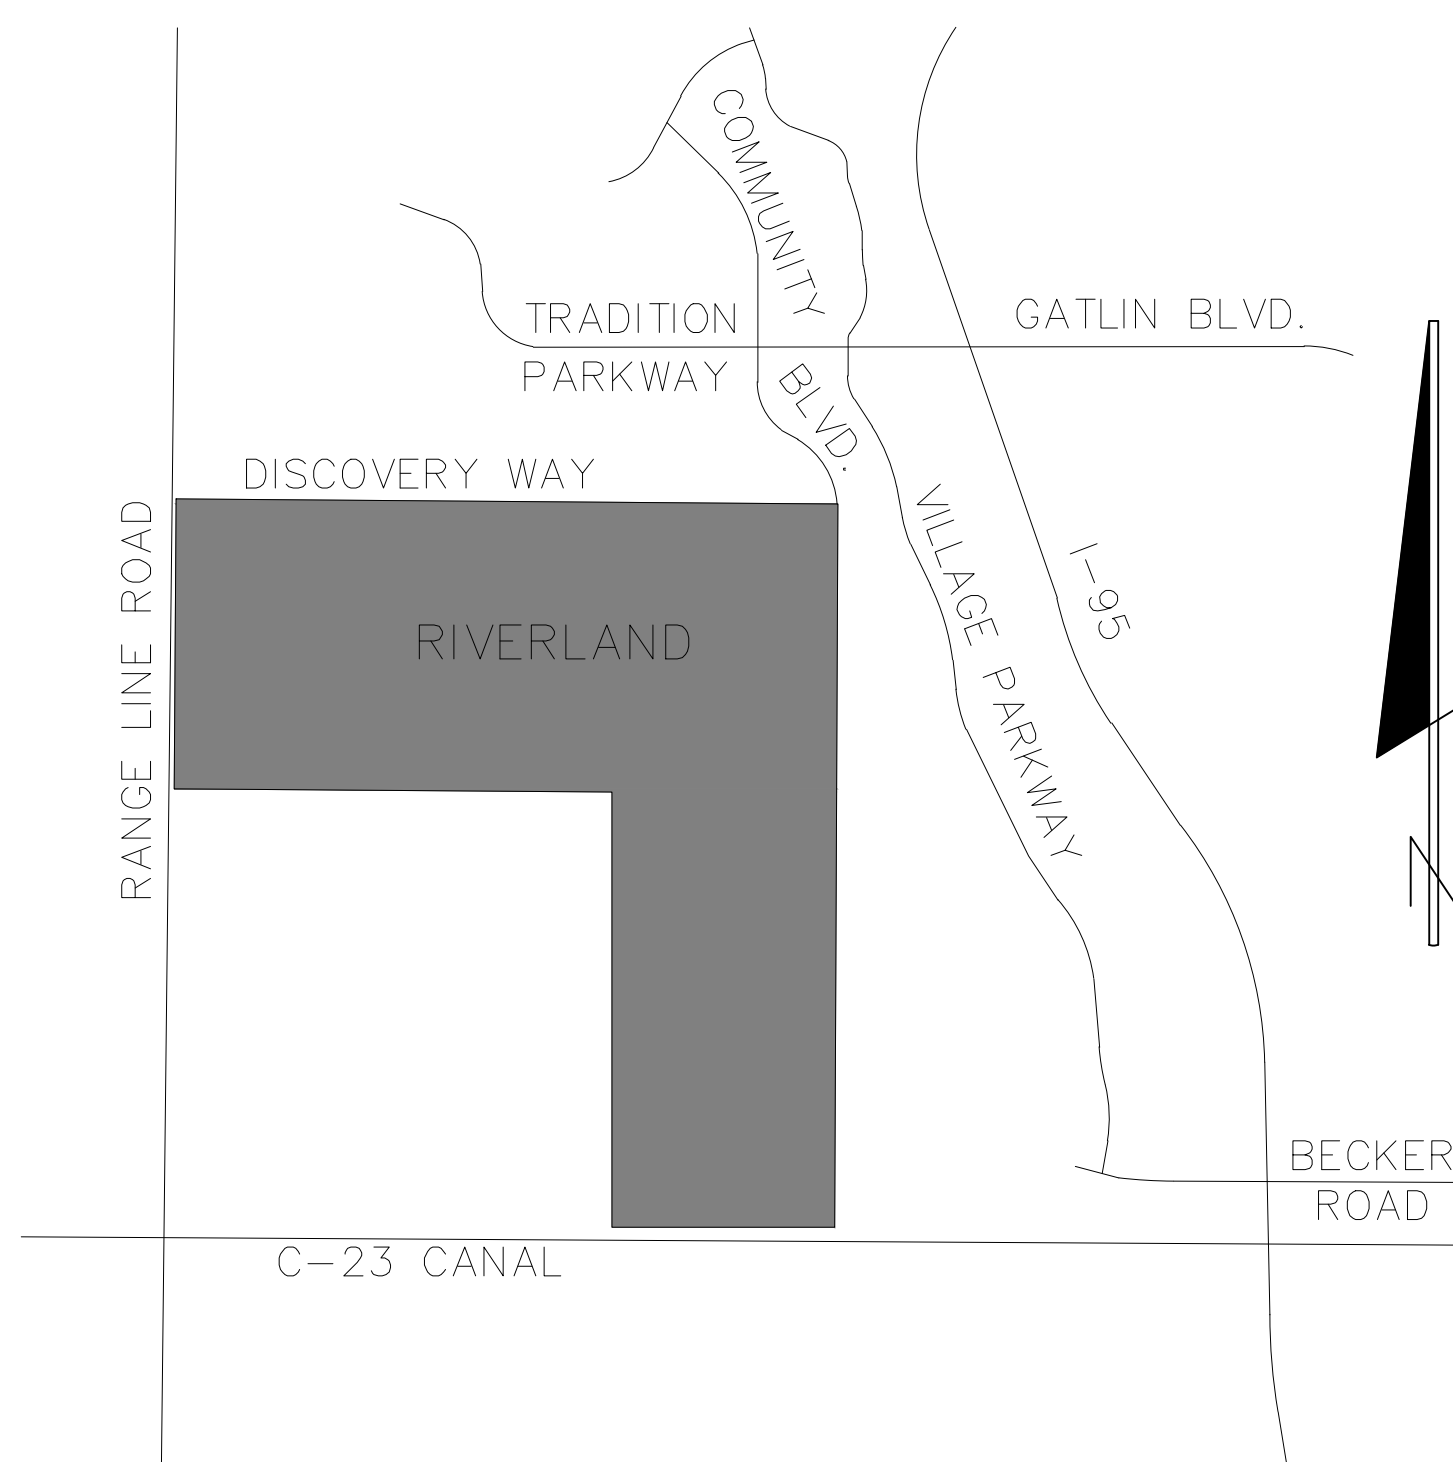 COMMUNITY
BLVD.
TRADITION
PARKWAY
GATLIN BLVD.
DISCOVERY WAY
RANGE LINE ROAD
RIVERLAND
VILLAGE PARKWAY
I-95
N
BECKER
ROAD
C-23 CANAL